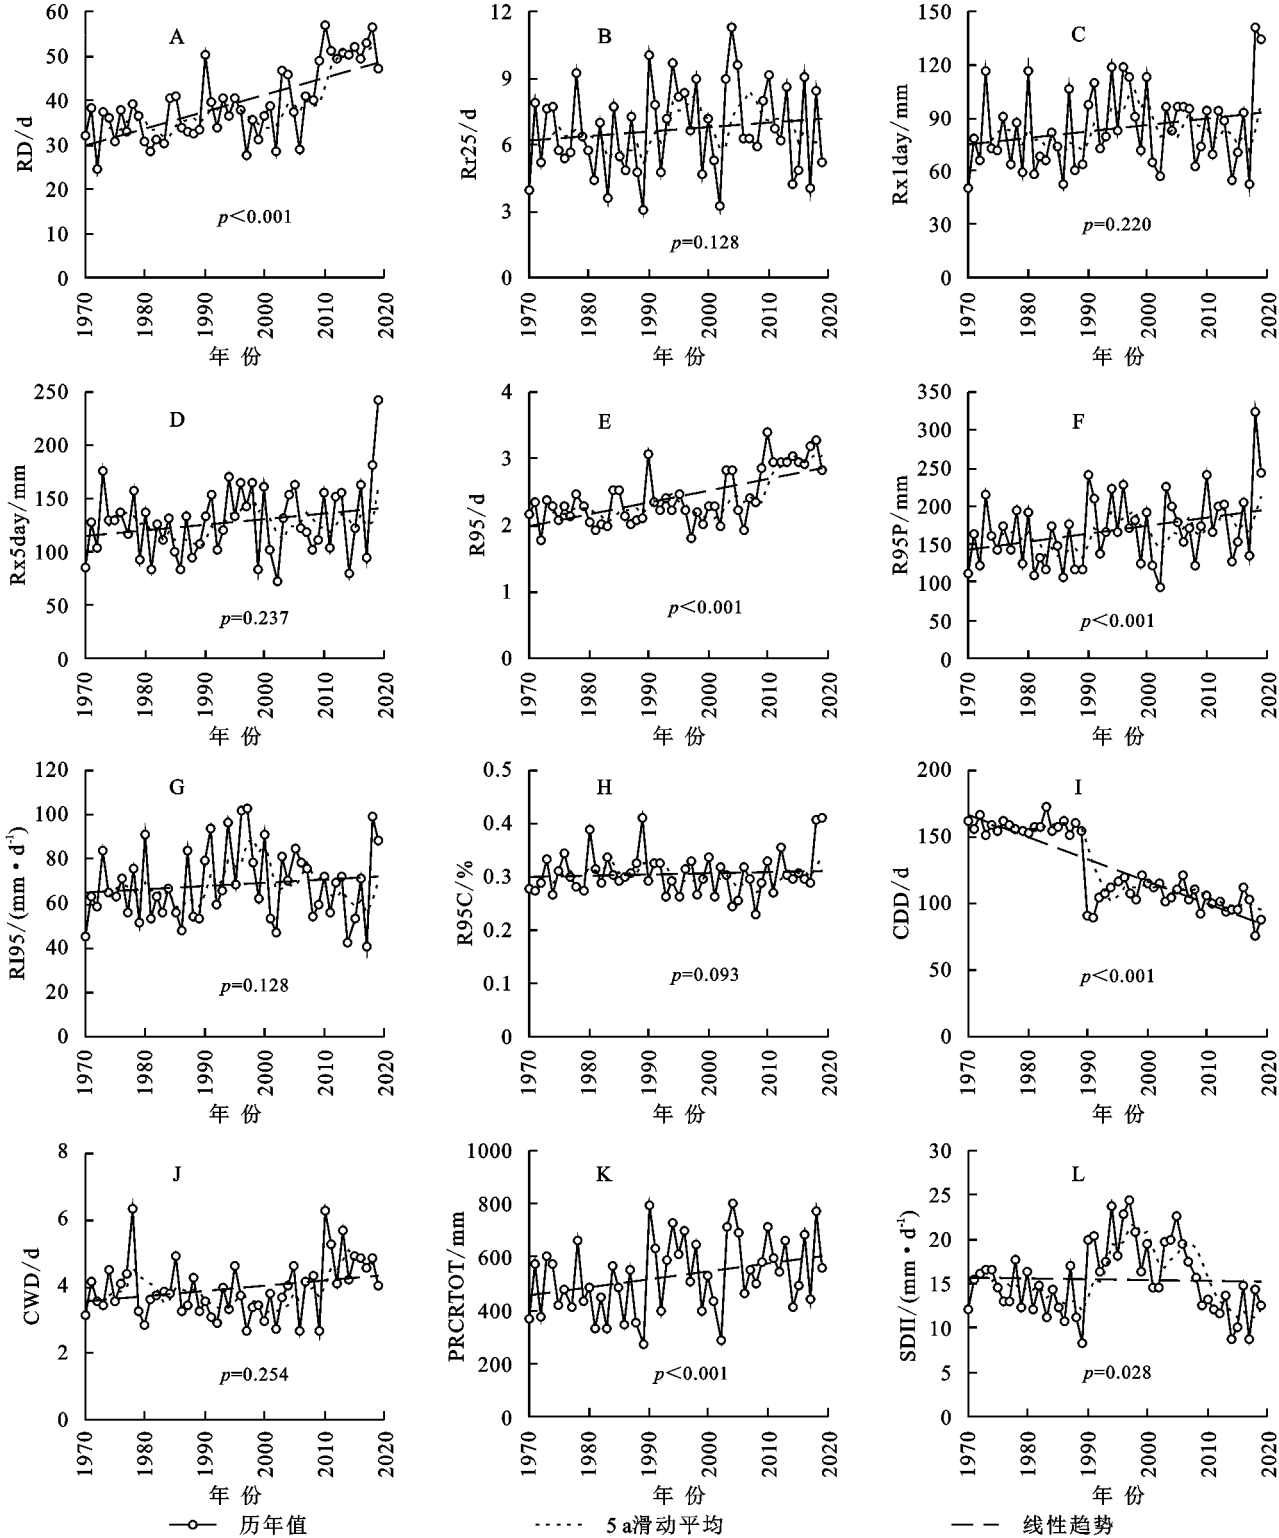 A
RD/d
60
50
40
30
20
10
0
p<0.001
1970
1980
1990
2000
2010
2020
年 份
B
Rr25/d
12
9
6
3
0
p=0.128
1970
1980
1990
2000
2010
2020
年 份
C
Rx1day/mm
150
120
90
60
30
0
p=0.220
1970
1980
1990
2000
2010
2020
年 份
D
Rx5day/mm
250
200
150
100
50
0
p=0.237
1970
1980
1990
2000
2010
2020
年 份
E
R95/d
4
3
2
1
0
p<0.001
1970
1980
1990
2000
2010
2020
年 份
F
R95P/mm
350
300
250
200
150
100
50
0
p<0.001
1970
1980
1990
2000
2010
2020
年 份
G
RI95/(mm·d⁻¹)
120
100
80
60
40
20
0
p=0.128
1970
1980
1990
2000
2010
2020
年 份
H
R95C/%
0.5
0.4
0.3
0.2
0.1
0
p=0.093
1970
1980
1990
2000
2010
2020
年 份
I
CDD/d
200
150
100
50
0
p<0.001
1970
1980
1990
2000
2010
2020
年 份
J
CWD/d
8
6
4
2
0
p=0.254
1970
1980
1990
2000
2010
2020
年 份
K
PRCRTOT/mm
1000
800
600
400
200
0
p<0.001
1970
1980
1990
2000
2010
2020
年 份
L
SDII/(mm·d⁻¹)
30
25
20
15
10
5
0
p=0.028
1970
1980
1990
2000
2010
2020
年 份
历年值
5 a滑动平均
线性趋势